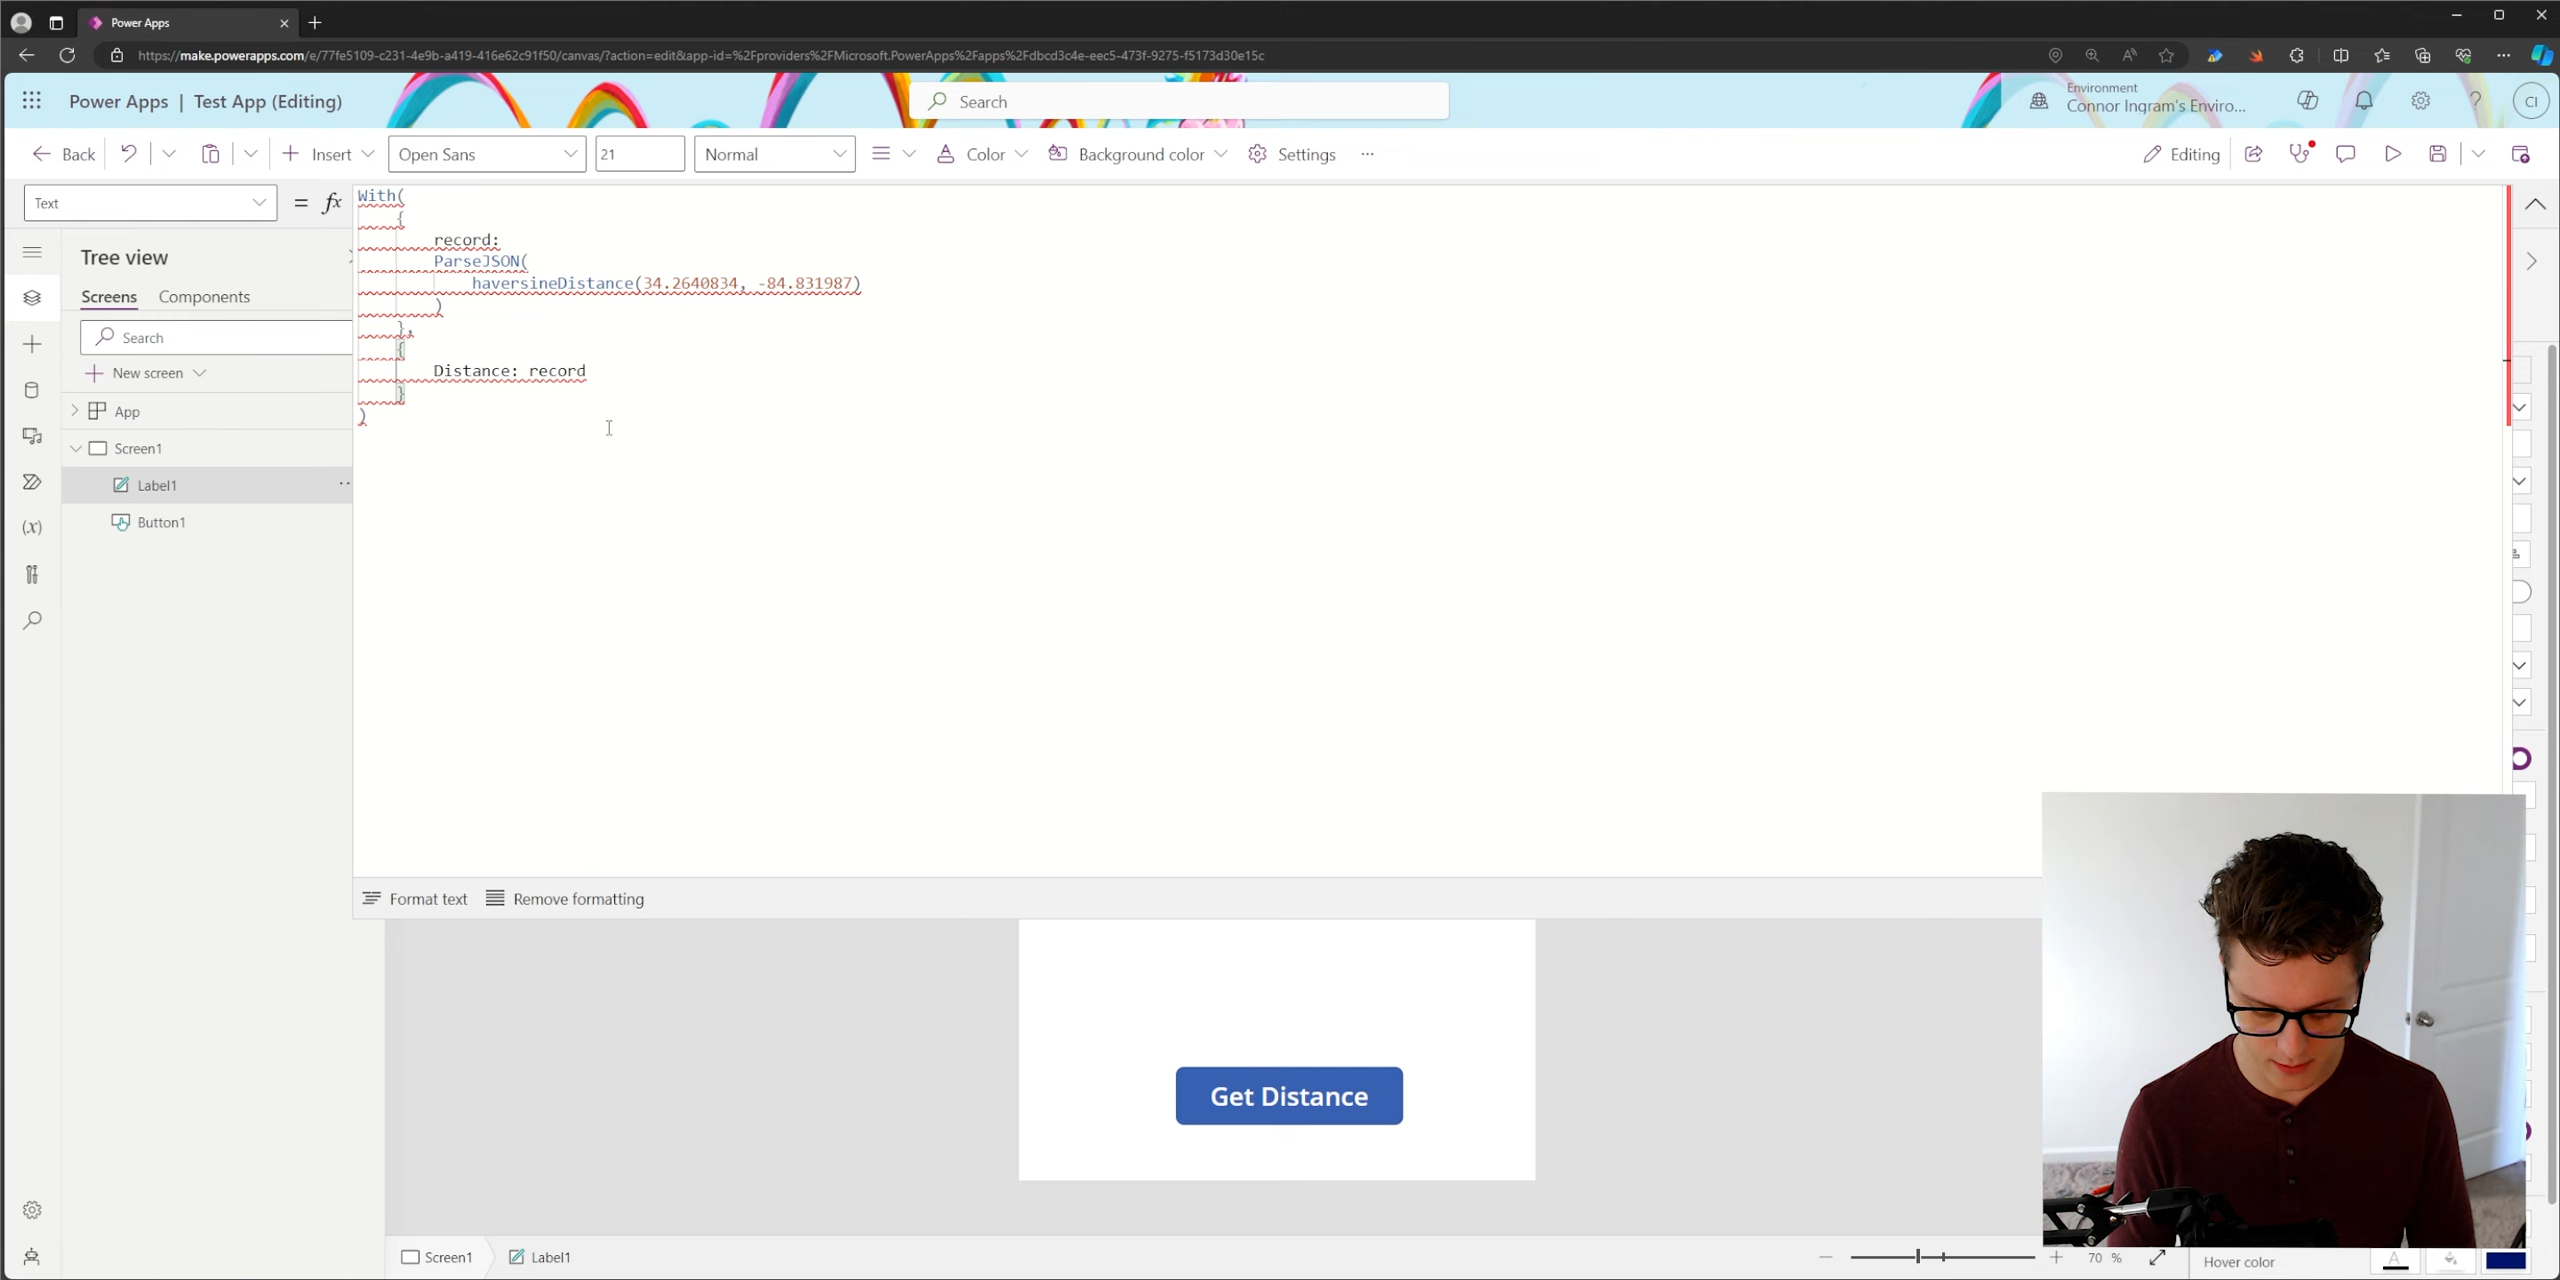 Power Apps
https://make.powerapps.com/e/77fe5109-c231-4e9b-a419-416e62c91f50/canvas/?action=edit&app-id=%2Fproviders%2FMicrosoft.PowerApps%2Fapps%2Fdbcd3c4e-eec5-473f-9275-f5173d30e15c
Power Apps | Test App (Editing)
Search
Environment
Connor Ingram's Enviro...
CI
Back
Insert
Open Sans
21
Normal
Color
Background color
Settings
Editing
Text
= fx
With(
{
record:
ParseJSON(
haversineDistance(34.2640834, -84.831987)
)
},
{
Distance: record
}
)
Tree view
Screens Components
Search
New screen
App
Screen1
Label1
Button1
(x)
Format text Remove formatting
Get Distance
Screen1 Label1
70 %
Hover color